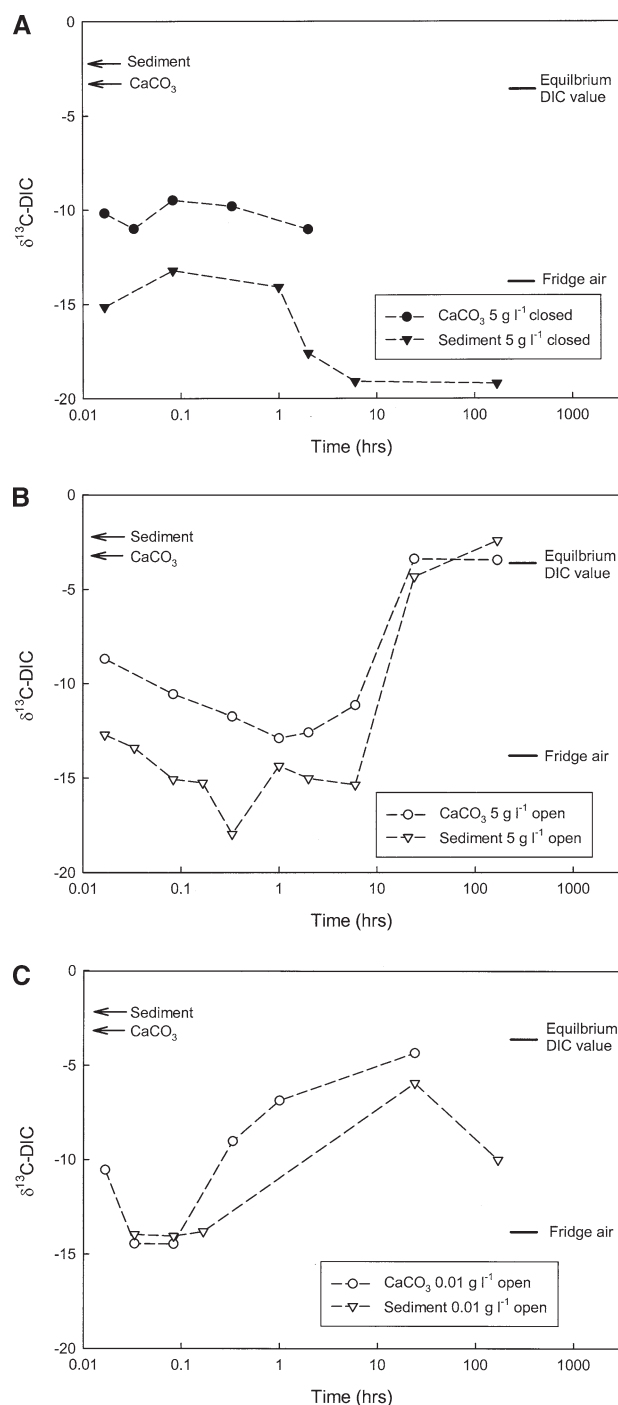 A
0
Sediment
CaCO₃
Equilbrium
DIC value
-5
δ¹³C-DIC
-10
Fridge air
-15
CaCO₃ 5 g l⁻¹ closed
Sediment 5 g l⁻¹ closed
-20
0.01 0.1 1 10 100 1000
Time (hrs)
B
0
Sediment
CaCO₃
Equilbrium
DIC value
-5
δ¹³C-DIC
-10
Fridge air
-15
CaCO₃ 5 g l⁻¹ open
Sediment 5 g l⁻¹ open
-20
0.01 0.1 1 10 100 1000
Time (hrs)
C
0
Sediment
CaCO₃
Equilbrium
DIC value
-5
δ¹³C-DIC
-10
Fridge air
-15
CaCO₃ 0.01 g l⁻¹ open
Sediment 0.01 g l⁻¹ open
-20
0.01 0.1 1 10 100 1000
Time (hrs)